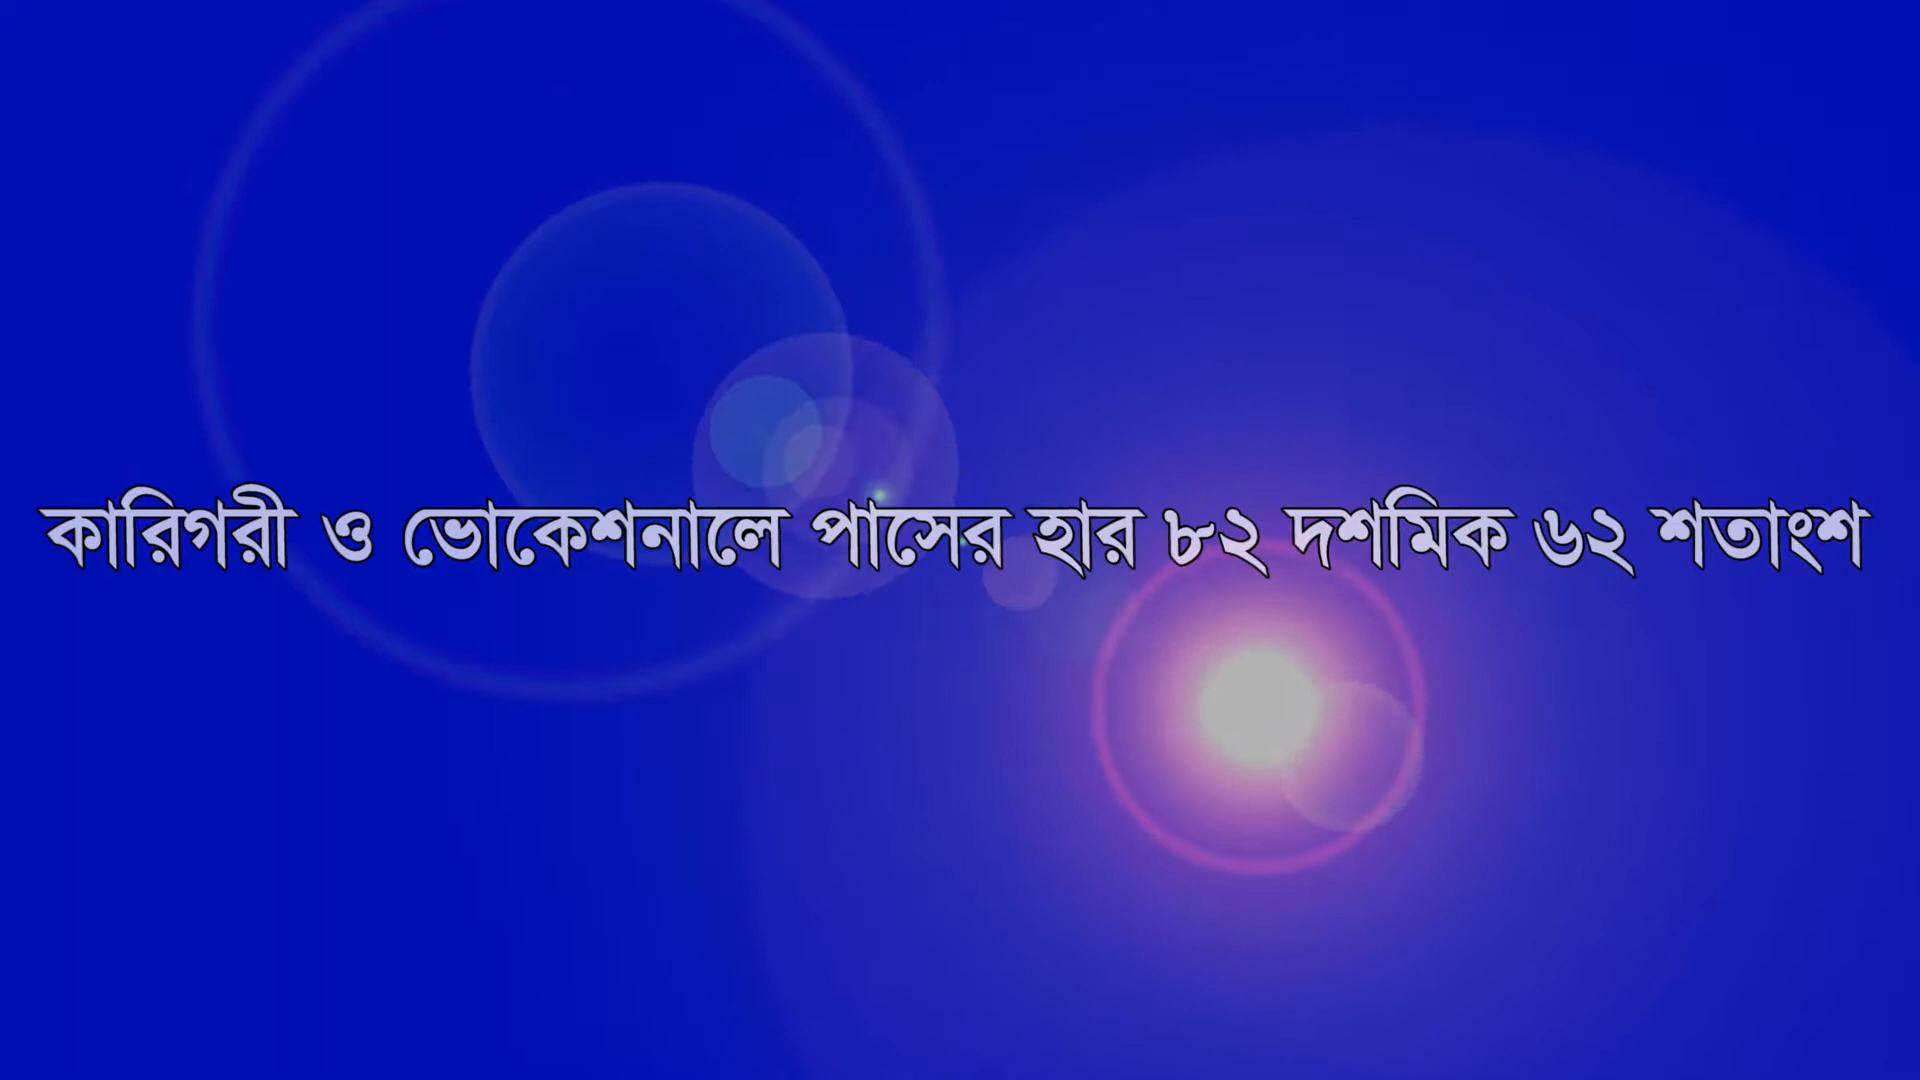 কারিগরী ও ভোকেশনালে পাসের হার ৮২ দশমিক ৬২ শতাংশ